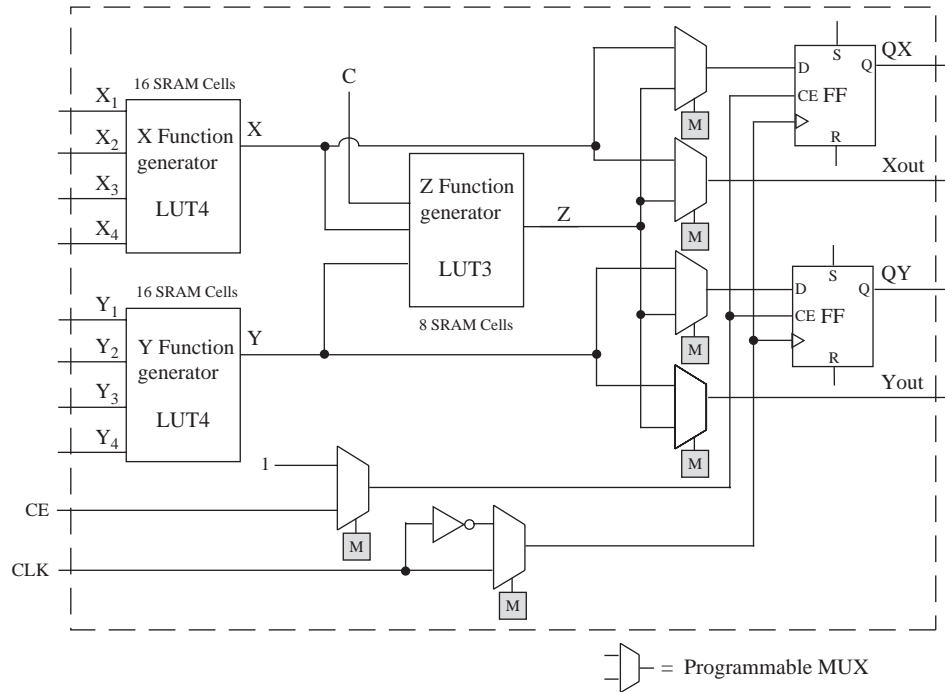 16 SRAM Cells
X₁
X₂
X₃
X₄
X Function
generator
LUT4
X
C
Z Function
generator
LUT3
8 SRAM Cells
Z
16 SRAM Cells
Y₁
Y₂
Y₃
Y₄
Y Function
generator
LUT4
Y
M
M
M
M
S
D
Q
CE
FF
R
QX
Xout
S
D
Q
CE
FF
R
QY
Yout
1
CE
M
CLK
M
= Programmable MUX